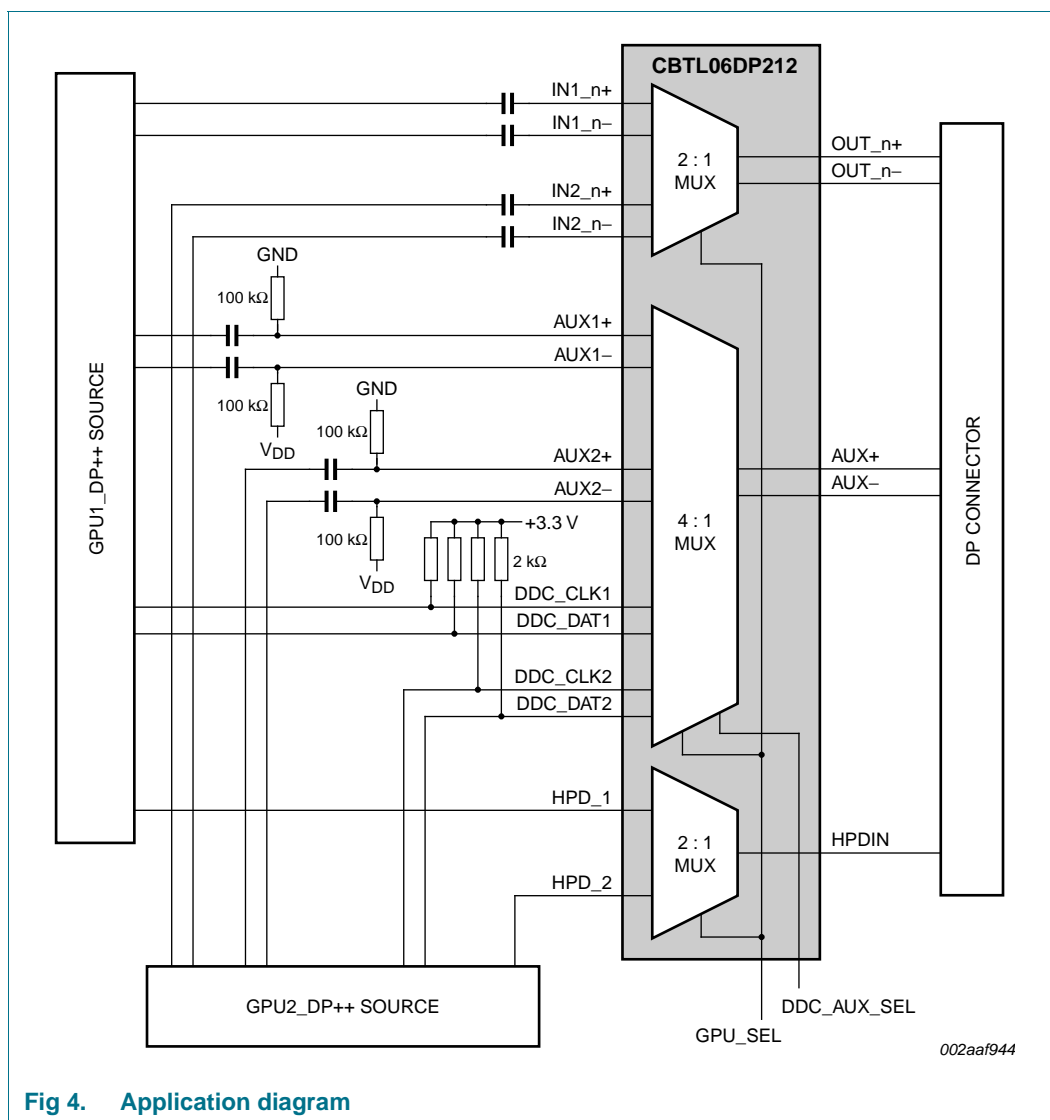 CBTL06DP212
IN1_n+
IN1_n−
OUT_n+
OUT_n−
2 : 1
MUX
IN2_n+
IN2_n−
GND
100 kΩ
AUX1+
AUX1−
100 kΩ
VDD
GND
100 kΩ
AUX2+
AUX2−
100 kΩ
VDD
AUX+
AUX−
4 : 1
MUX
+3.3 V
2 kΩ
DDC_CLK1
DDC_DAT1
DDC_CLK2
DDC_DAT2
GPU1_DP++ SOURCE
DP CONNECTOR
HPD_1
2 : 1
MUX
HPDIN
HPD_2
GPU2_DP++ SOURCE
DDC_AUX_SEL
GPU_SEL
002aaf944
Fig 4. Application diagram